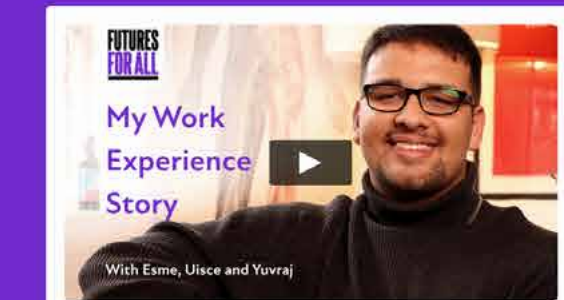 FUTURES
FOR ALL
My Work
Experience
Story
With Esme, Uisce and Yuvraj